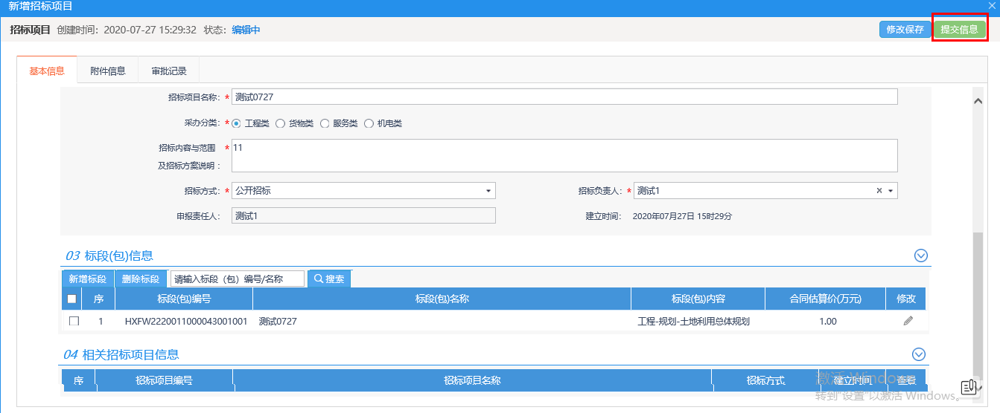 新增招标项目
招标项目 创建时间: 2020-07-27 15:29:32 状态: 编辑中 修改保存 提交信息
基本信息 附件信息 审批记录
招标项目名称: * 测试0727
采办分类: * 工程类 货物类 服务类 机电类
招标内容与范围 * 11
及招标方案说明:
招标方式: * 公开招标 招标负责人: * 测试1
申报责任人: 测试1 建立时间: 2020年07月27日 15时29分
03 标段(包)信息
新增标段 删除标段 请输入标段（包）编号/名称 搜索
序 标段(包)编号 标段(包)名称 标段(包)内容 合同估算价(万元) 修改
1 HXFW2220011000043001001 测试0727 工程-规划-土地利用总体规划 1.00
04 相关招标项目信息
序 招标项目编号 招标项目名称 招标方式 建立时间 查看
激活 Windows
转到"设置"以激活 Windows。